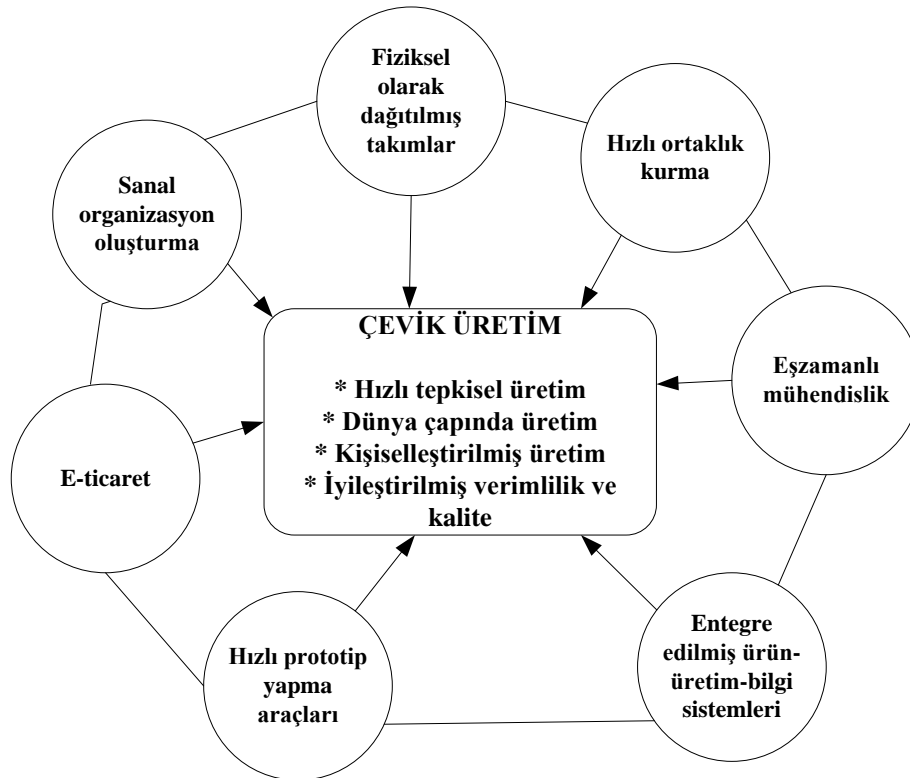 Fiziksel
olarak
dağıtılmış
takımlar
Hızlı ortaklık
kurma
Sanal
organizasyon
oluşturma
ÇEVİK ÜRETİM
* Hızlı tepkisel üretim
* Dünya çapında üretim
* Kişiselleştirilmiş üretim
* İyileştirilmiş verimlilik ve
kalite
Eşzamanlı
mühendislik
E-ticaret
Hızlı prototip
yapma
araçları
Entegre
edilmiş ürün-
üretim-bilgi
sistemleri